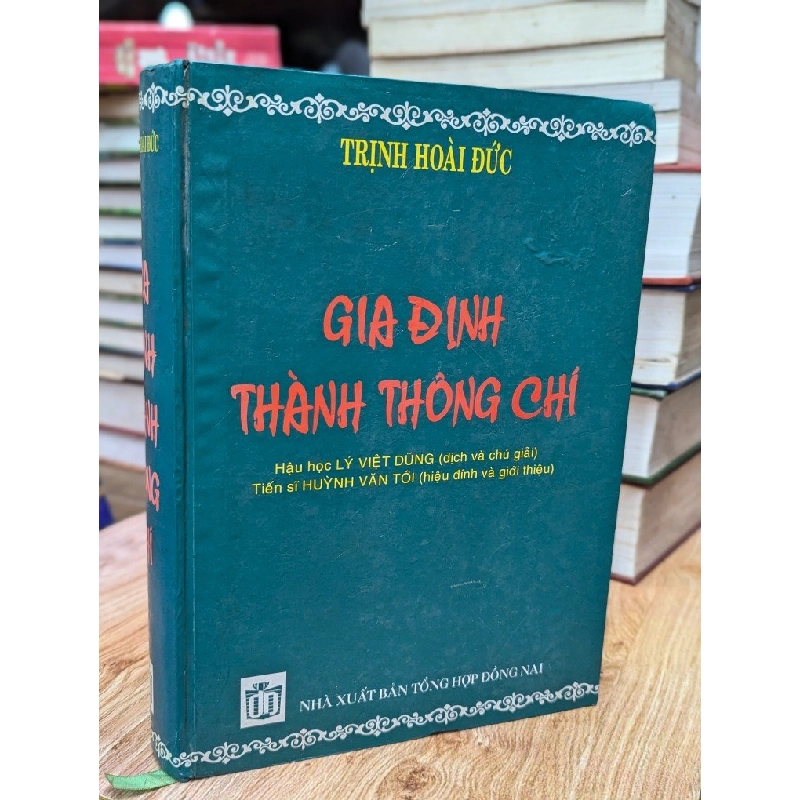 TRỊNH HOÀI ĐỨC
GIA ĐỊNH
THÀNH THÔNG CHÍ
Hậu học LÝ VIỆT DŨNG (dịch và chú giải)
Tiến sĩ HUỲNH VĂN TỚI (hiệu đính và giới thiệu)
NHÀ XUẤT BẢN TỔNG HỢP ĐỒNG NAI